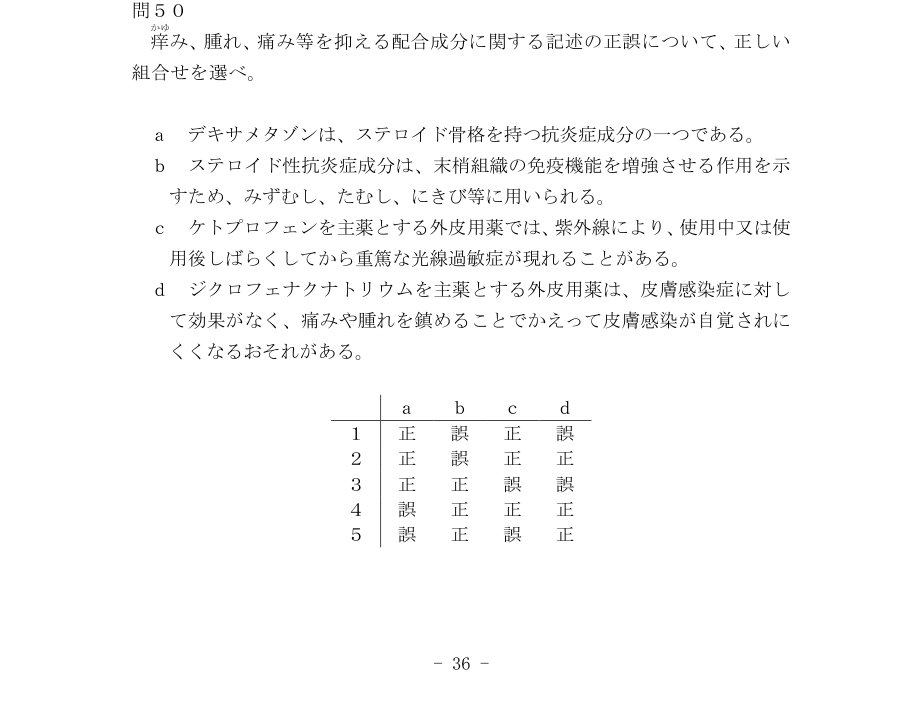 問５０
かゆ
痒み、腫れ、痛み等を抑える配合成分に関する記述の正誤について、正しい
組合せを選べ。
a デキサメタゾンは、ステロイド骨格を持つ抗炎症成分の一つである。
b ステロイド性抗炎症成分は、末梢組織の免疫機能を増強させる作用を示
すため、みずむし、たむし、にきび等に用いられる。
c ケトプロフェンを主薬とする外皮用薬では、紫外線により、使用中又は使
用後しばらくしてから重篤な光線過敏症が現れることがある。
d ジクロフェナクナトリウムを主薬とする外皮用薬は、皮膚感染症に対し
て効果がなく、痛みや腫れを鎮めることでかえって皮膚感染が自覚されに
くくなるおそれがある。
a b c d
1 正 誤 正 誤
2 正 誤 正 正
3 正 正 誤 誤
4 誤 正 正 正
5 誤 正 誤 正
- 36 -